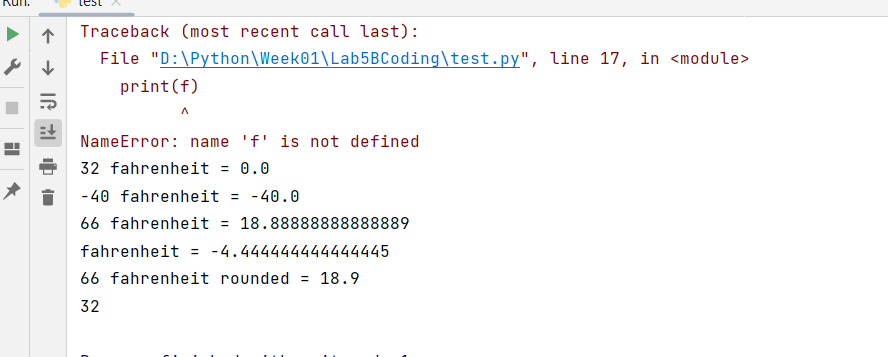 Run:
test
Traceback (most recent call last):
File "D:\Python\Week01\Lab5BCoding\test.py", line 17, in <module>
print(f)
^
NameError: name 'f' is not defined
32 fahrenheit = 0.0
-40 fahrenheit = -40.0
66 fahrenheit = 18.88888888888889
fahrenheit = -4.444444444444445
66 fahrenheit rounded = 18.9
32